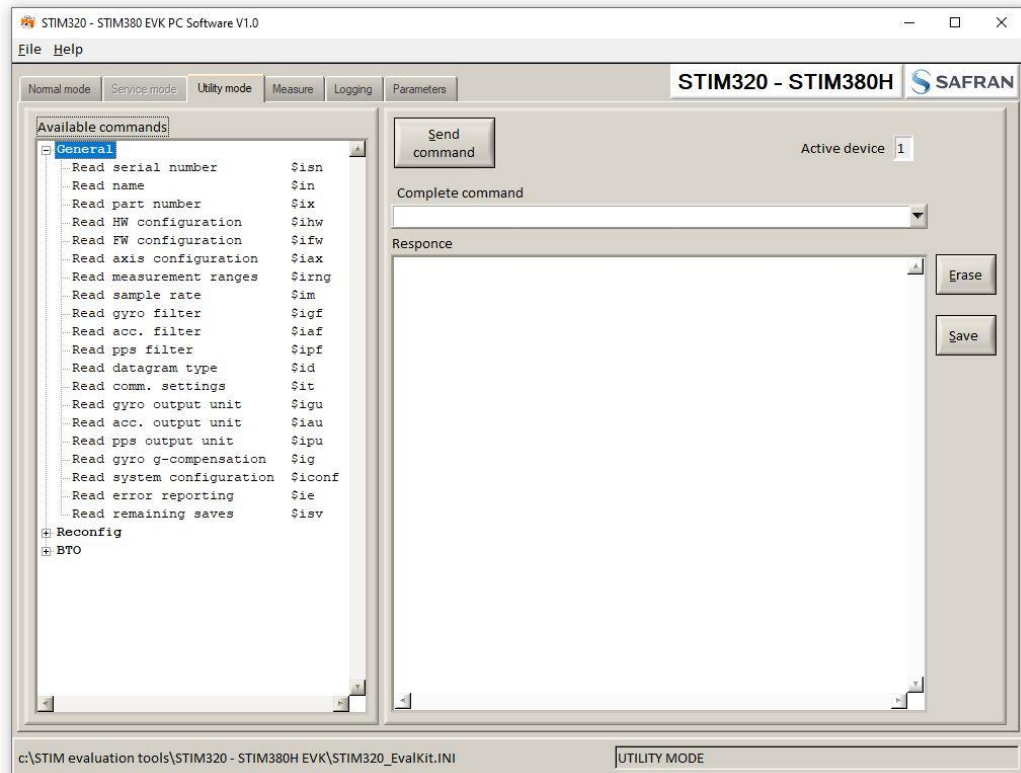 STIM320 - STIM380 EVK PC Software V1.0
File Help
Normal mode Service mode Utility mode Measure Logging Parameters
STIM320 - STIM380H SAFRAN
Available commands
General
Read serial number $isn
Read name $in
Read part number $ix
Read HW configuration $ihw
Read FW configuration $ifw
Read axis configuration $iax
Read measurement ranges $irng
Read sample rate $im
Read gyro filter $igf
Read acc. filter $iaf
Read pps filter $ipf
Read datagram type $id
Read comm. settings $it
Read gyro output unit $igu
Read acc. output unit $iau
Read pps output unit $ipu
Read gyro g-compensation $ig
Read system configuration $iconf
Read error reporting $ie
Read remaining saves $isv
Reconfig
BTO
Send
command
Active device 1
Complete command
Responce
Erase
Save
c:\STIM evaluation tools\STIM320 - STIM380H EVK\STIM320_EvalKit.INI
UTILITY MODE